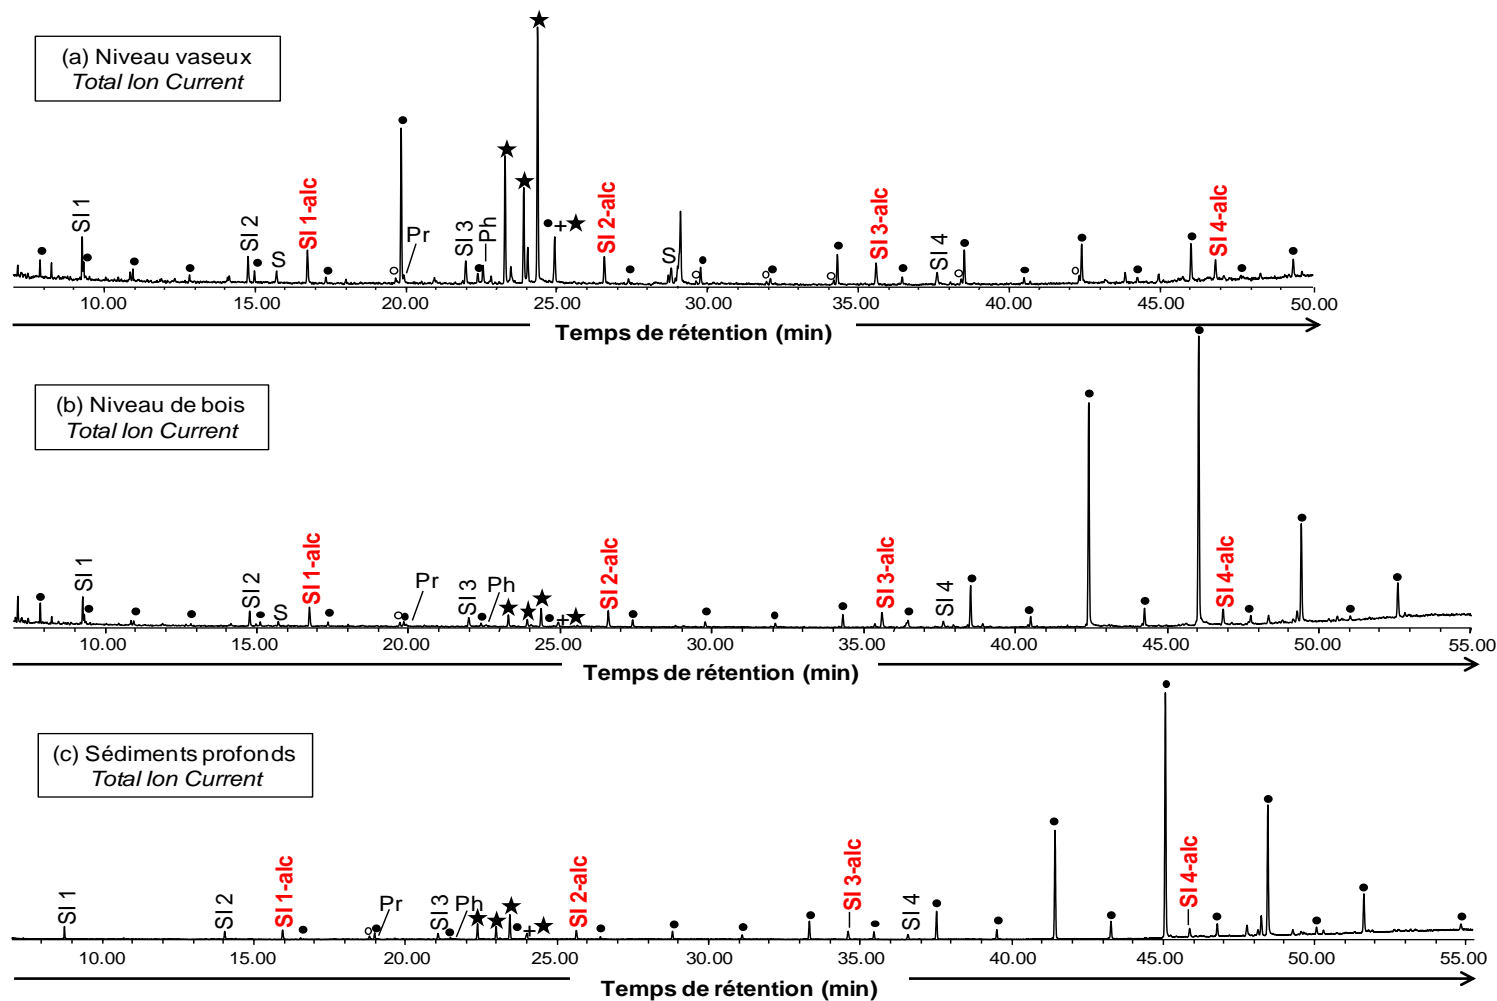 (a) Niveau vaseux
Total Ion Current
SI 1
SI 2
S
SI 1-alc
Pr
SI 3
Ph
+
SI 2-alc
S
SI 3-alc
SI 4
SI 4-alc
10.00 15.00 20.00 25.00 30.00 35.00 40.00 45.00 50.00
Temps de rétention (min)
(b) Niveau de bois
Total Ion Current
SI 1
SI 2
S
SI 1-alc
Pr
SI 3
Ph
+
SI 2-alc
SI 3-alc
SI 4
SI 4-alc
10.00 15.00 20.00 25.00 30.00 35.00 40.00 45.00 50.00 55.00
Temps de rétention (min)
(c) Sédiments profonds
Total Ion Current
SI 1
SI 2
SI 1-alc
Pr
SI 3
Ph
+
SI 2-alc
SI 3-alc
SI 4
SI 4-alc
10.00 15.00 20.00 25.00 30.00 35.00 40.00 45.00 50.00 55.00
Temps de rétention (min)